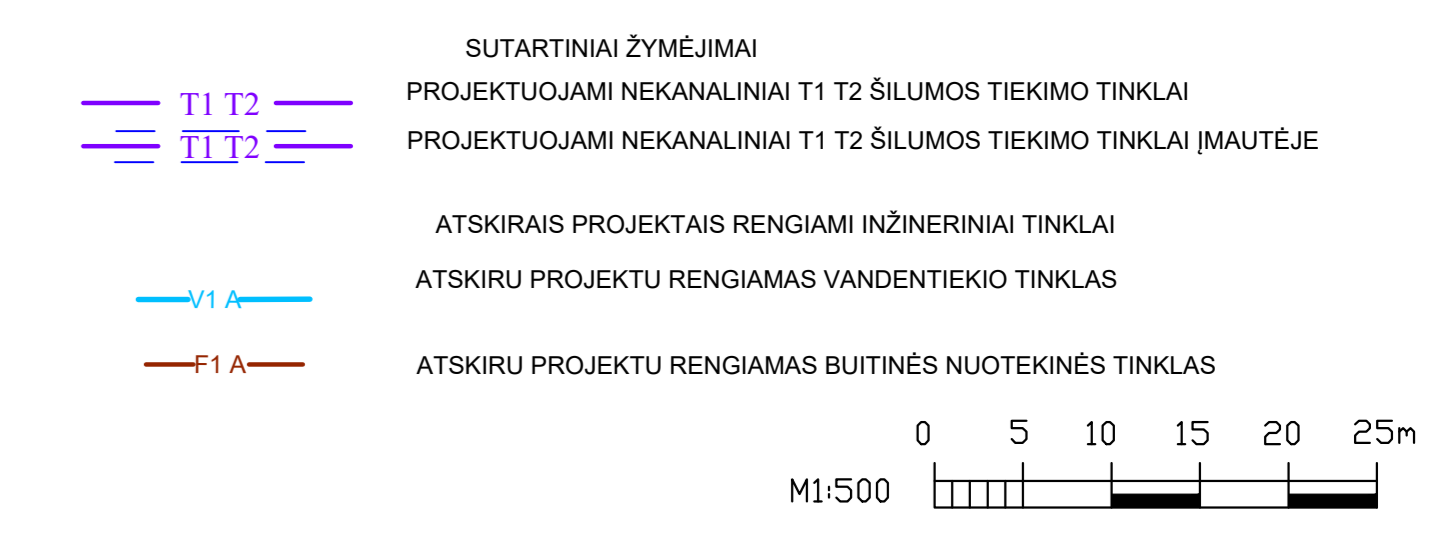 SUTARTINIAI ŽYMĖJIMAI
T1 T2 PROJEKTUOJAMI NEKANALINIAI T1 T2 ŠILUMOS TIEKIMO TINKLAI
T1 T2 PROJEKTUOJAMI NEKANALINIAI T1 T2 ŠILUMOS TIEKIMO TINKLAI ĮMAUTĖJE
ATSKIRAIS PROJEKTAIS RENGIAMI INŽINERINIAI TINKLAI
V1 A ATSKIRU PROJEKTU RENGIAMAS VANDENTIEKIO TINKLAS
F1 A ATSKIRU PROJEKTU RENGIAMAS BUITINĖS NUOTEKINĖS TINKLAS
0 5 10 15 20 25m
M1:500